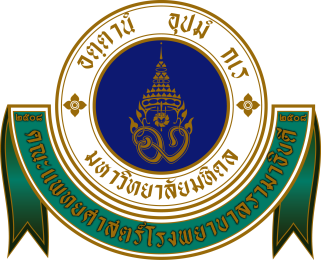 อตฺตานํ อุปมํ กเร
มหาวิทยาลัยมหิดล
๒๕๐๘ ๒๕๐๘
คณะแพทยศาสตร์โรงพยาบาลรามาธิบดี